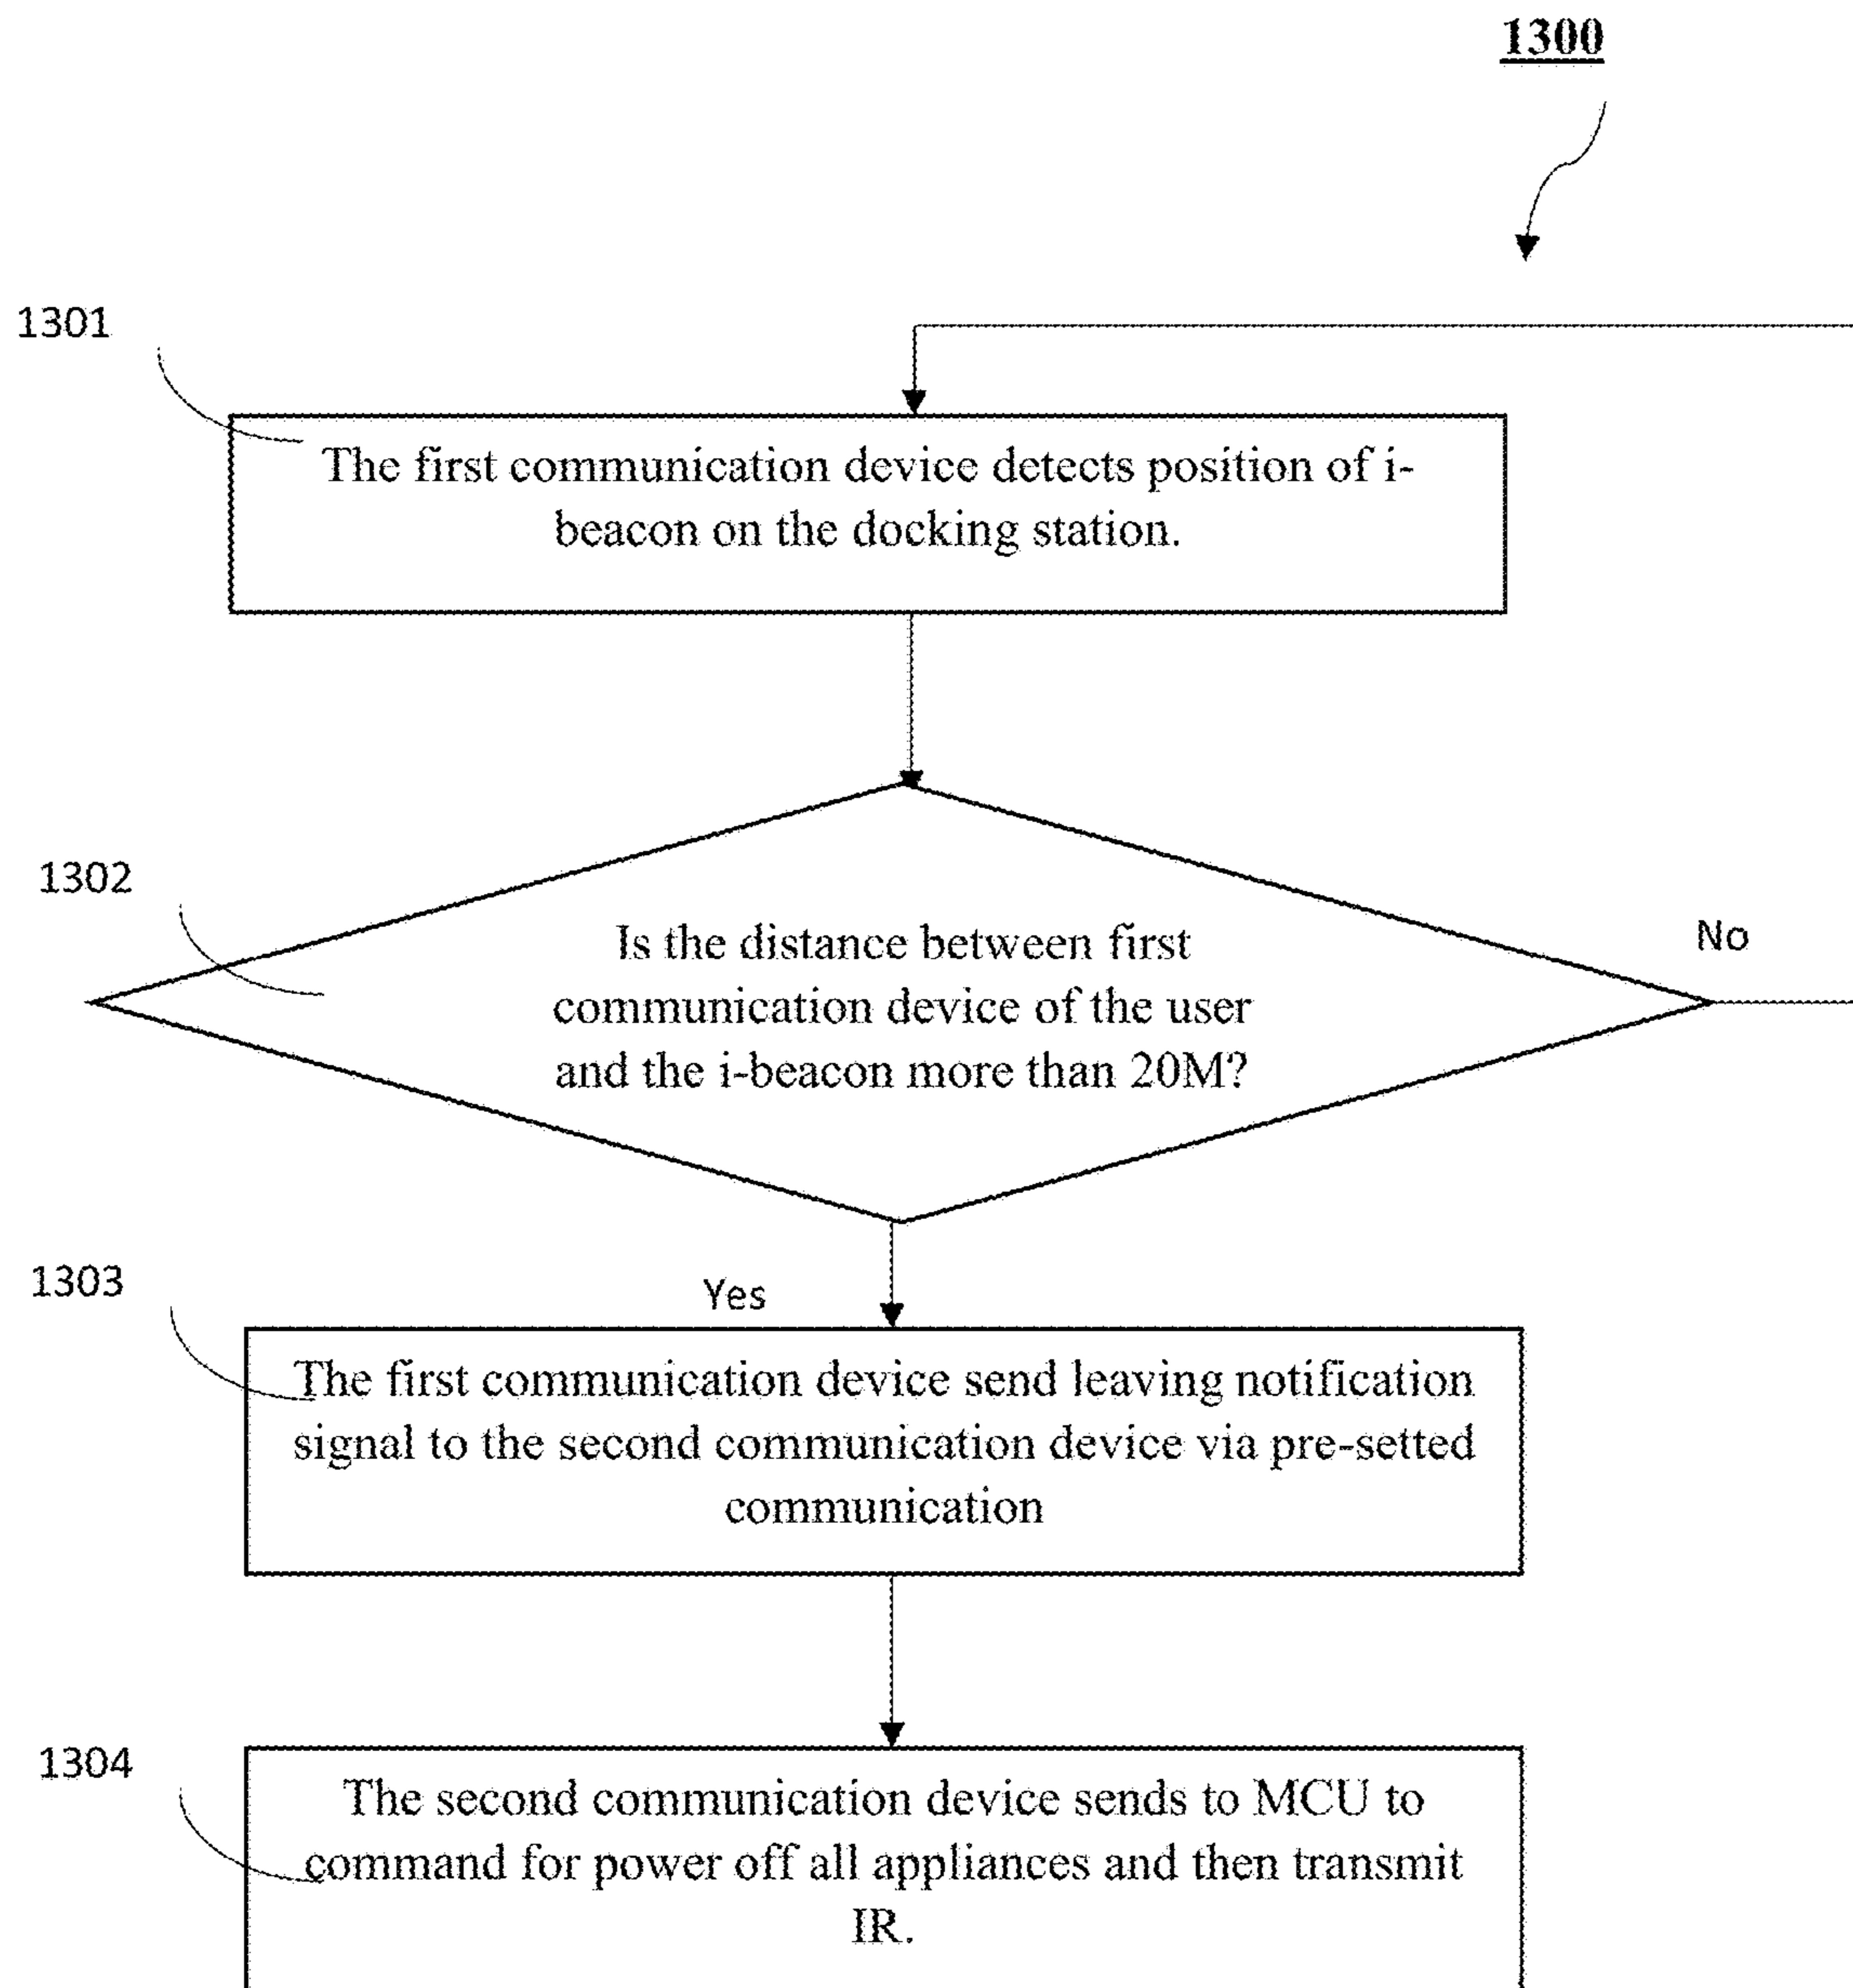 1300
1301
The first communication device detects position of i-
beacon on the docking station.
1302
Is the distance between first
communication device of the user
and the i-beacon more than 20M?
No
1303
Yes
The first communication device send leaving notification
signal to the second communication device via pre-setted
communication
1304
The second communication device sends to MCU to
command for power off all appliances and then transmit
IR.